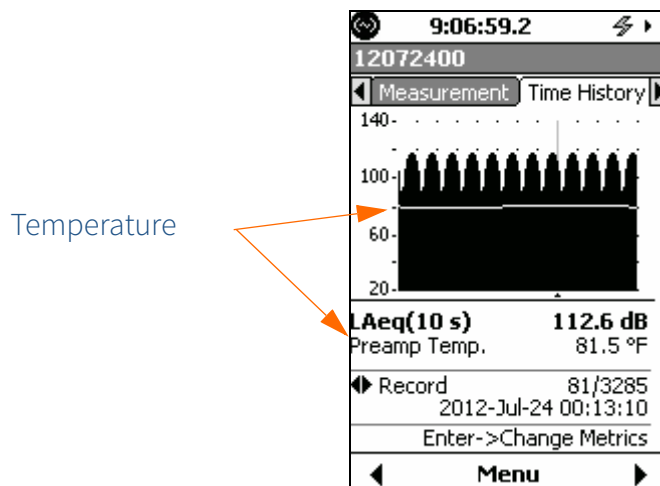 9:06:59.2
12072400
Measurement Time History
140-
100-
60-
20-
Temperature
LAeq(10 s) 112.6 dB
Preamp Temp. 81.5 °F
Record 81/3285
2012-Jul-24 00:13:10
Enter->Change Metrics
Menu